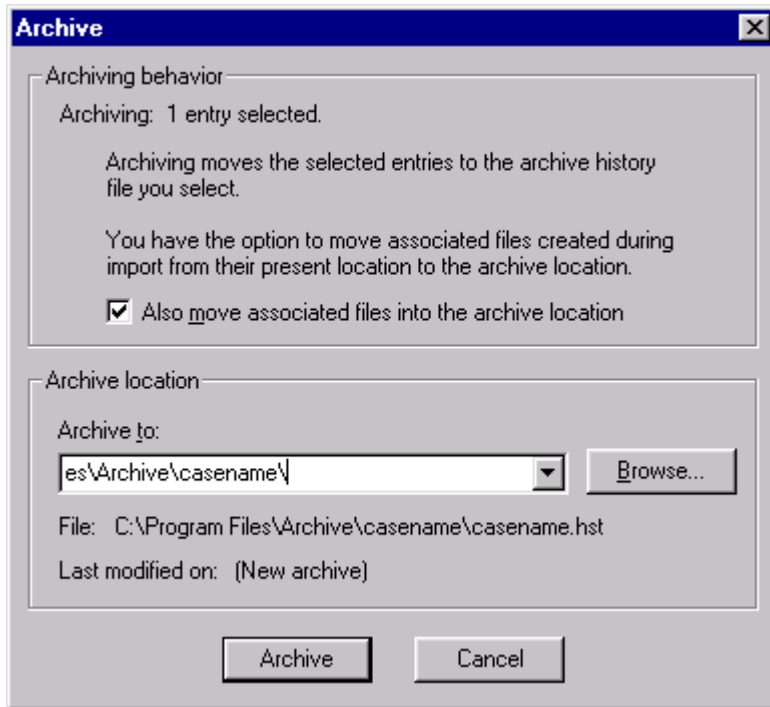 Archive
Archiving behavior
Archiving: 1 entry selected.
Archiving moves the selected entries to the archive history
file you select.
You have the option to move associated files created during
import from their present location to the archive location.
Also move associated files into the archive location
Archive location
Archive to:
es\Archive\casename\
Browse...
File: C:\Program Files\Archive\casename\casename.hst
Last modified on: (New archive)
Archive Cancel